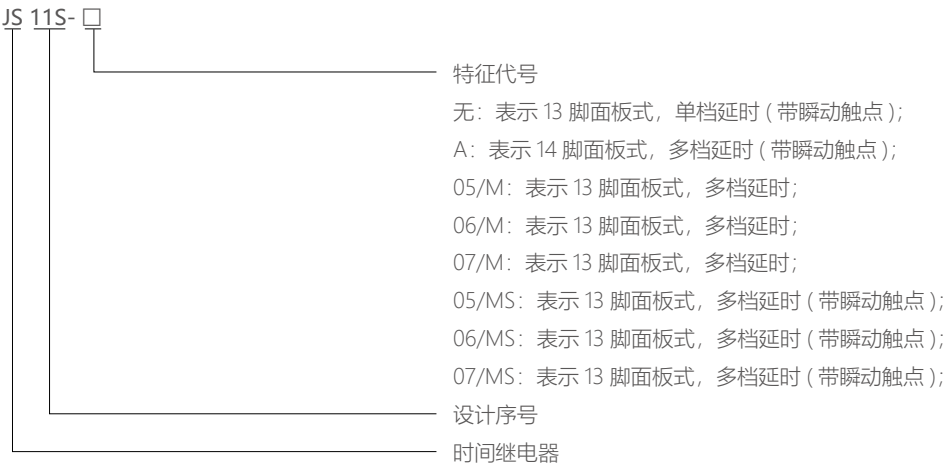 JS 11S-□
特征代号
无：表示 13 脚面板式，单档延时 ( 带瞬动触点 );
A：表示 14 脚面板式，多档延时 ( 带瞬动触点 );
05/M：表示 13 脚面板式，多档延时;
06/M：表示 13 脚面板式，多档延时;
07/M：表示 13 脚面板式，多档延时;
05/MS：表示 13 脚面板式，多档延时 ( 带瞬动触点 );
06/MS：表示 13 脚面板式，多档延时 ( 带瞬动触点 );
07/MS：表示 13 脚面板式，多档延时 ( 带瞬动触点 );
设计序号
时间继电器